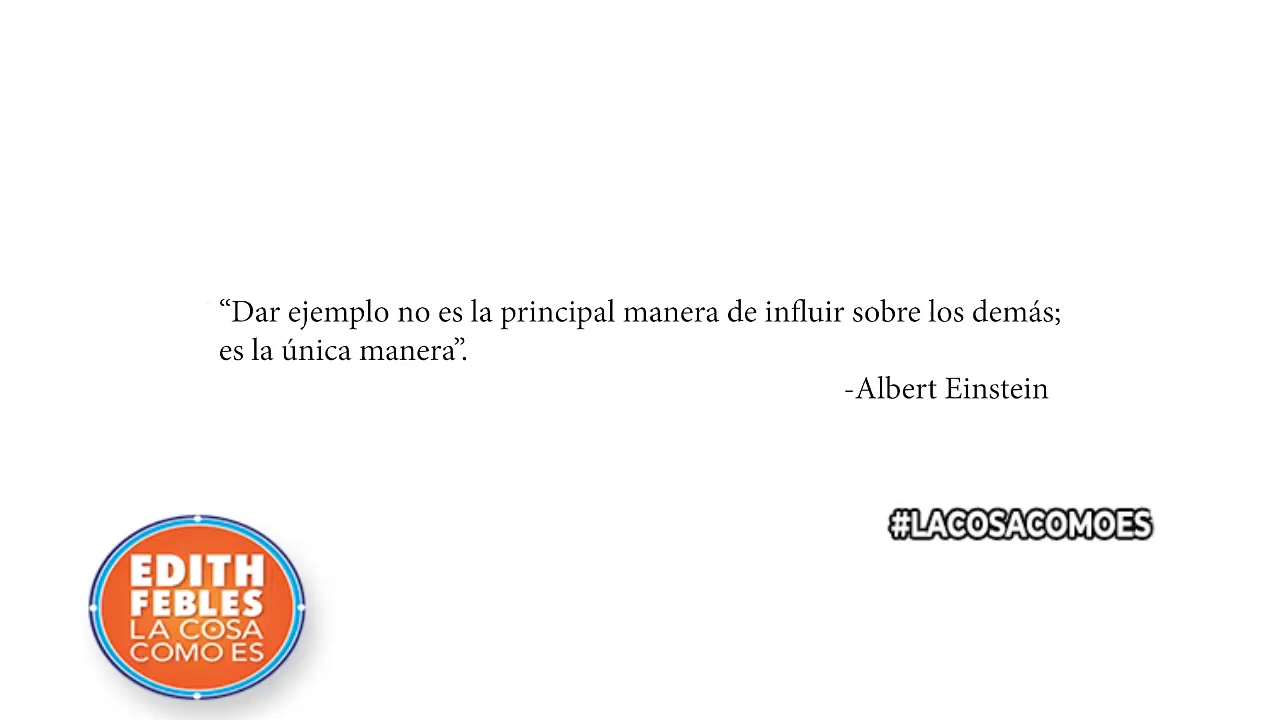 “Dar ejemplo no es la principal manera de influir sobre los demás;
es la única manera”.
-Albert Einstein
#LACOSACOMOES
EDITH
FEBLES
LA COSA
COMO ES